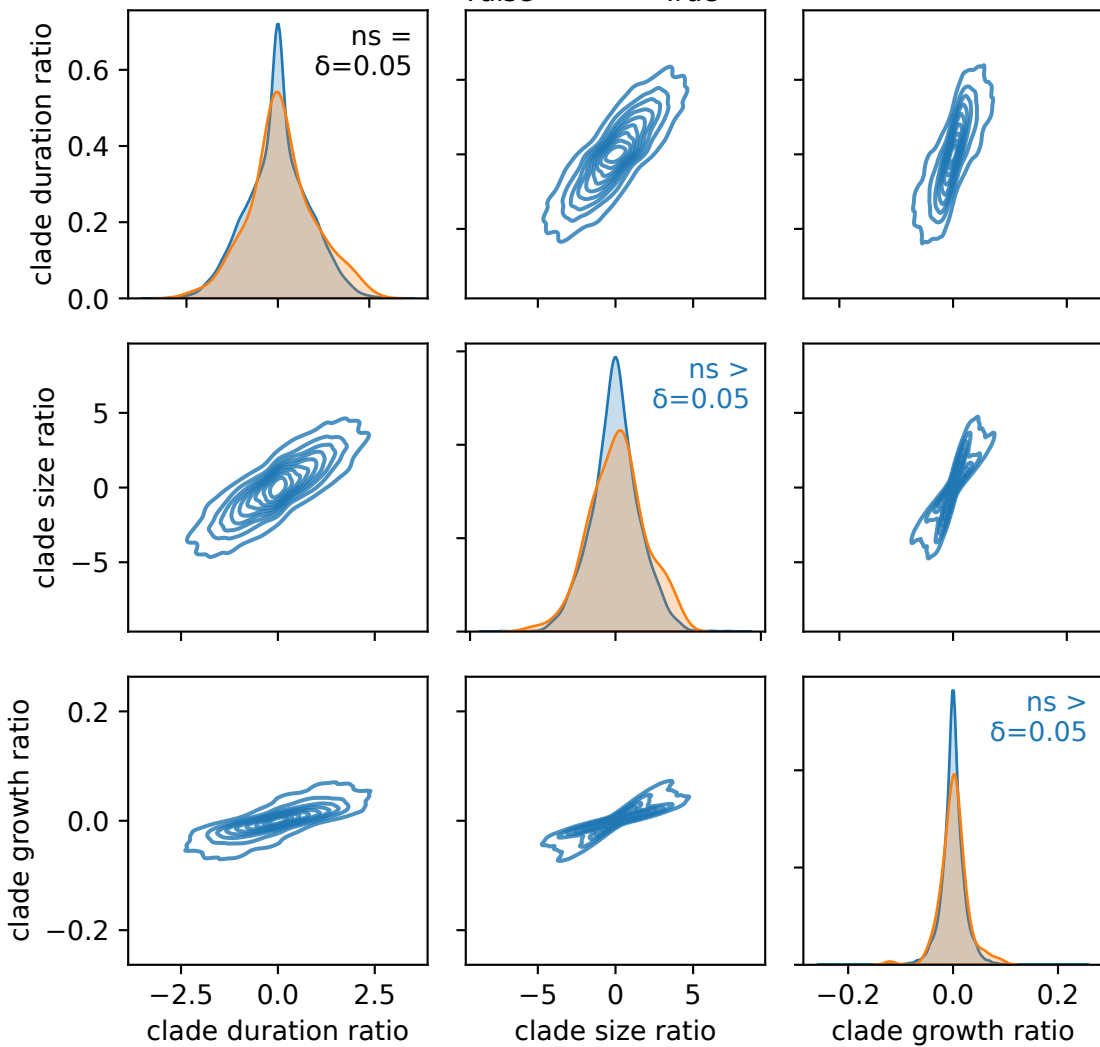 ns =
δ=0.05
clade duration ratio
0.6
0.4
0.2
0.0
ns >
δ=0.05
clade size ratio
5
0
−5
ns >
δ=0.05
clade growth ratio
0.2
0.0
−0.2
−2.5 0.0 2.5
−5 0 5
−0.2 0.0 0.2
clade duration ratio
clade size ratio
clade growth ratio